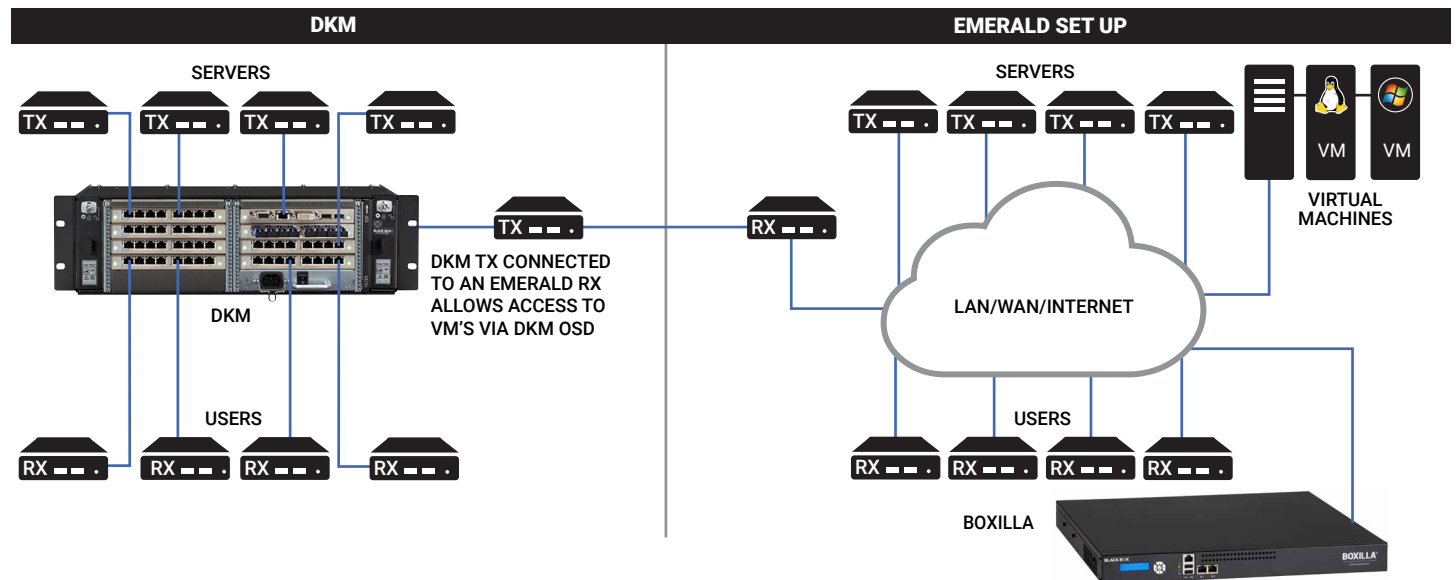 DKM
EMERALD SET UP
SERVERS
TX
TX
TX
TX
DKM
TX
DKM TX CONNECTED
TO AN EMERALD RX
ALLOWS ACCESS TO
VM'S VIA DKM OSD
USERS
RX
RX
RX
RX
SERVERS
TX
TX
TX
TX
VM
VM
VIRTUAL
MACHINES
RX
LAN/WAN/INTERNET
USERS
RX
RX
RX
RX
BOXILLA
BLACK BOX
BOXILLA